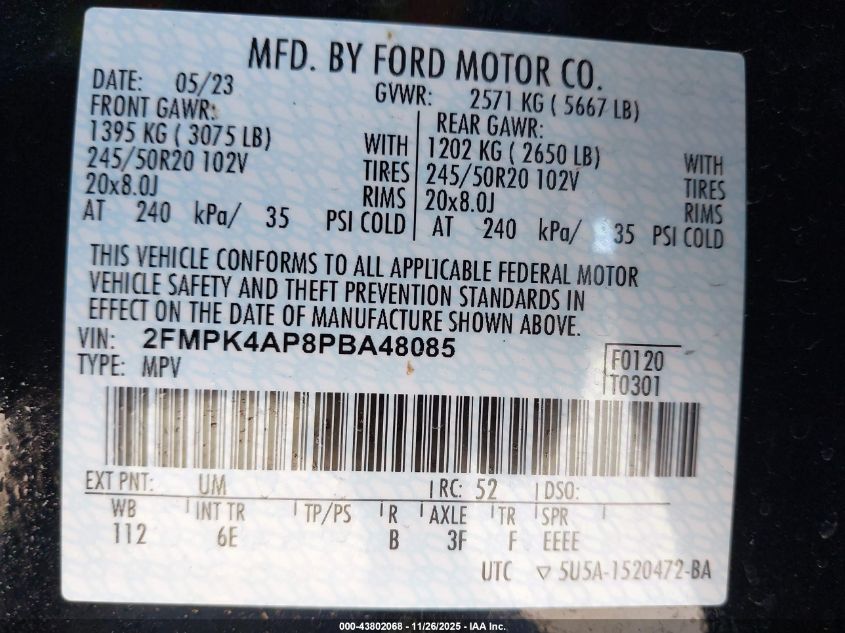 MFD. BY FORD MOTOR CO.
DATE: 05/23
GVWR: 2571 KG ( 5667 LB)
FRONT GAWR:
1395 KG ( 3075 LB) WITH
245/50R20 102V TIRES
20x8.0J RIMS
AT 240 kPa/ 35 PSI COLD
REAR GAWR:
1202 KG ( 2650 LB) WITH
245/50R20 102V TIRES
20x8.0J RIMS
AT 240 kPa/ 35 PSI COLD
THIS VEHICLE CONFORMS TO ALL APPLICABLE FEDERAL MOTOR
VEHICLE SAFETY AND THEFT PREVENTION STANDARDS IN
EFFECT ON THE DATE OF MANUFACTURE SHOWN ABOVE.
VIN: 2FMPK4AP8PBA48085
TYPE: MPV
F0120
T0301
EXT PNT: UM RC: 52 DSO:
WB INT TR TP/PS R AXLE TR SPR
112 6E B 3F F EEEE
UTC ▽ 5U5A-1520472-BA
000-43802068 - 11/26/2025 - IAA Inc.